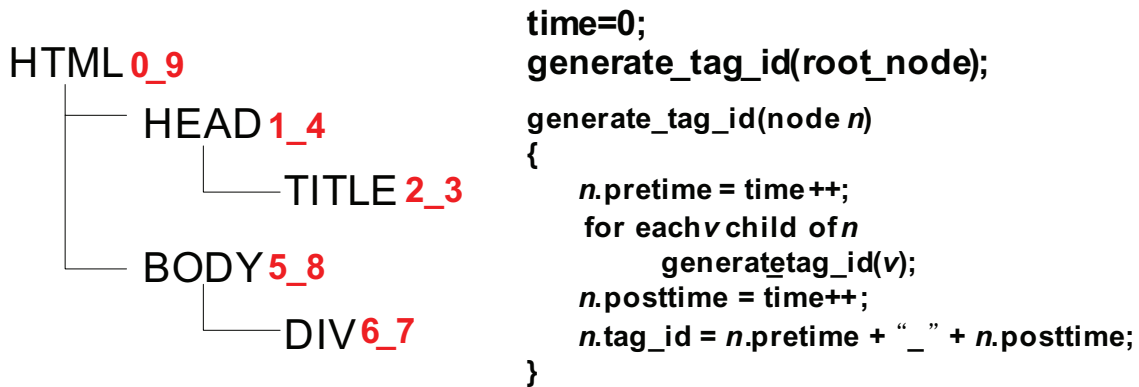 HTML 0_9
HEAD 1_4
TITLE 2_3
BODY 5_8
DIV 6_7
time=0;
generate_tag_id(root_node);
generate_tag_id(node n)
{
n.pretime = time++;
for each v child of n
generate_tag_id(v);
n.posttime = time++;
n.tag_id = n.pretime + “_” + n.posttime;
}